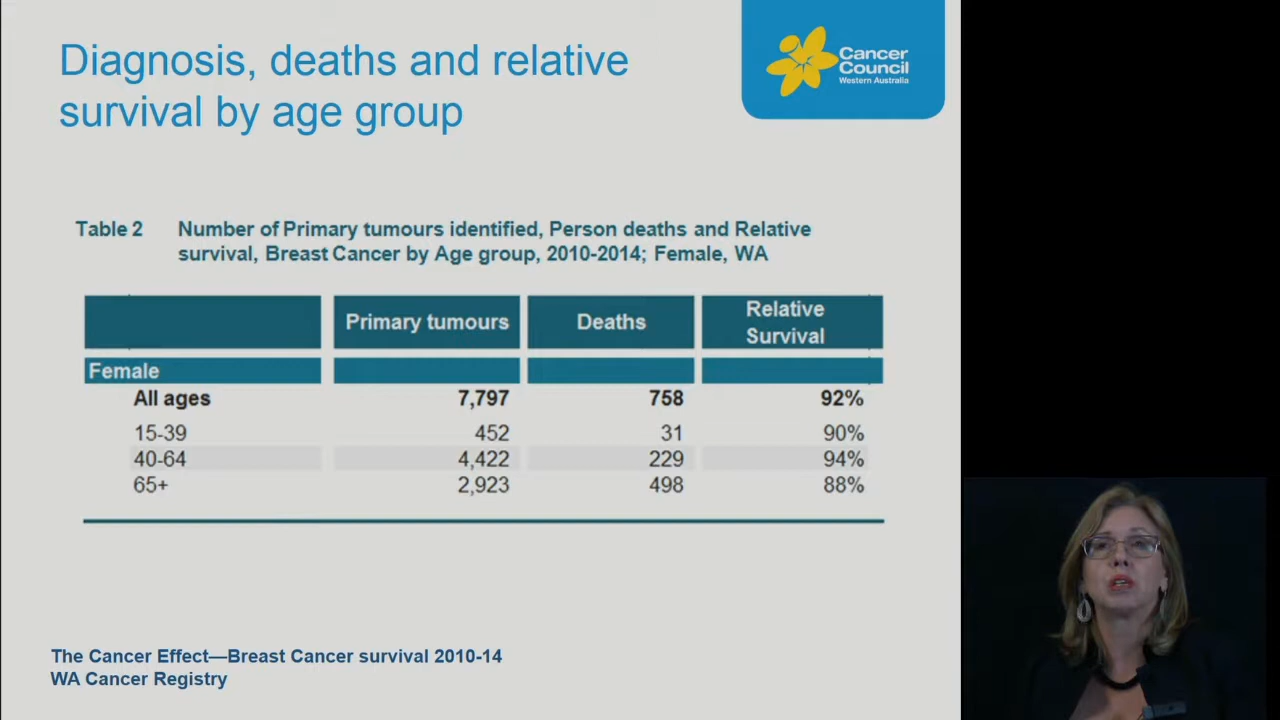 Diagnosis, deaths and relative
survival by age group
Cancer
Council
Western Australia
Table 2 Number of Primary tumours identified, Person deaths and Relative
survival, Breast Cancer by Age group, 2010-2014; Female, WA
Primary tumours Deaths Relative
Survival
Female
All ages 7,797 758 92%
15-39 452 31 90%
40-64 4,422 229 94%
65+ 2,923 498 88%
The Cancer Effect—Breast Cancer survival 2010-14
WA Cancer Registry